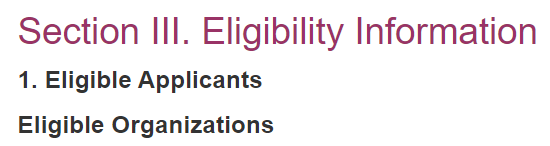 Section III. Eligibility Information
1. Eligible Applicants
Eligible Organizations